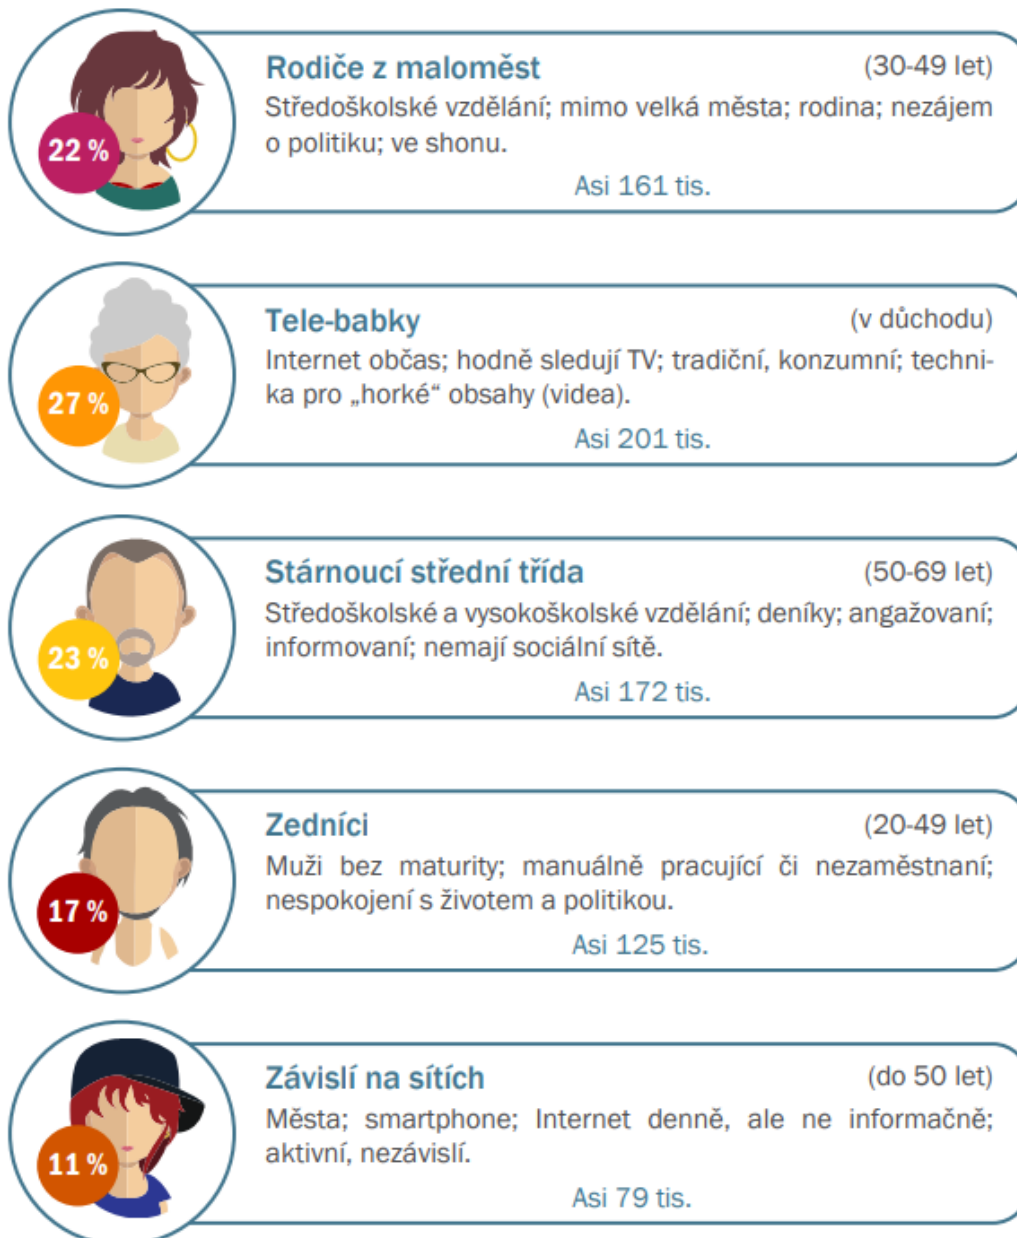 Rodiče z maloměst (30-49 let)
Středoškolské vzdělání; mimo velká města; rodina; nezájem
o politiku; ve shonu.
22 %
Asi 161 tis.
Tele-babky (v důchodu)
Internet občas; hodně sledují TV; tradiční, konzumní; techni-
ka pro „horké“ obsahy (videa).
27 %
Asi 201 tis.
Stárnoucí střední třída (50-69 let)
Středoškolské a vysokoškolské vzdělání; deníky; angažovaní;
informovaní; nemají sociální sítě.
23 %
Asi 172 tis.
Zedníci (20-49 let)
Muži bez maturity; manuálně pracující či nezaměstnaní;
nespokojení s životem a politikou.
17 %
Asi 125 tis.
Závislí na sítích (do 50 let)
Města; smartphone; Internet denně, ale ne informačně;
aktivní, nezávislí.
11 %
Asi 79 tis.